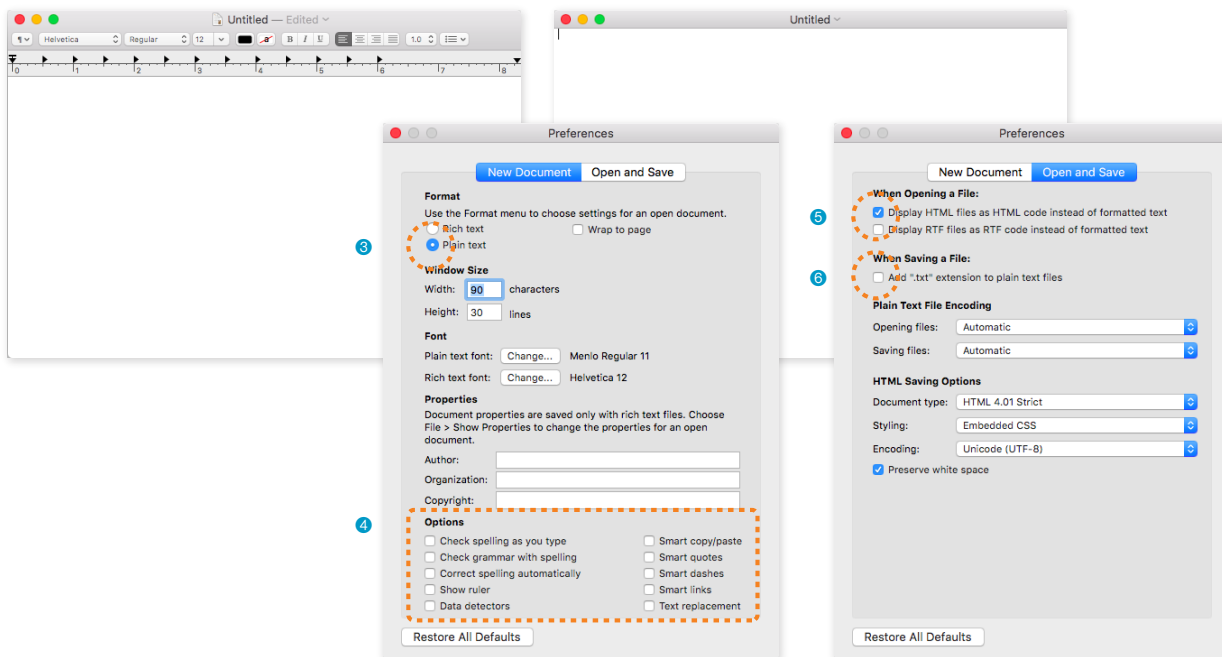 Untitled — Edited
¶ Helvetica Regular 12 a B I U 1.0
0 1 2 3 4 5 6 7 8
Untitled
Preferences
New Document Open and Save
3
Format
Use the Format menu to choose settings for an open document.
Rich text Wrap to page
Plain text
Window Size
Width: 90 characters
Height: 30 lines
Font
Plain text font: Change... Menlo Regular 11
Rich text font: Change... Helvetica 12
Properties
Document properties are saved only with rich text files. Choose
File > Show Properties to change the properties for an open
document.
Author:
Organization:
Copyright:
4
Options
Check spelling as you type Smart copy/paste
Check grammar with spelling Smart quotes
Correct spelling automatically Smart dashes
Show ruler Smart links
Data detectors Text replacement
Restore All Defaults
Preferences
New Document Open and Save
When Opening a File:
5
Display HTML files as HTML code instead of formatted text
Display RTF files as RTF code instead of formatted text
When Saving a File:
6
Add ".txt" extension to plain text files
Plain Text File Encoding
Opening files: Automatic
Saving files: Automatic
HTML Saving Options
Document type: HTML 4.01 Strict
Styling: Embedded CSS
Encoding: Unicode (UTF-8)
Preserve white space
Restore All Defaults